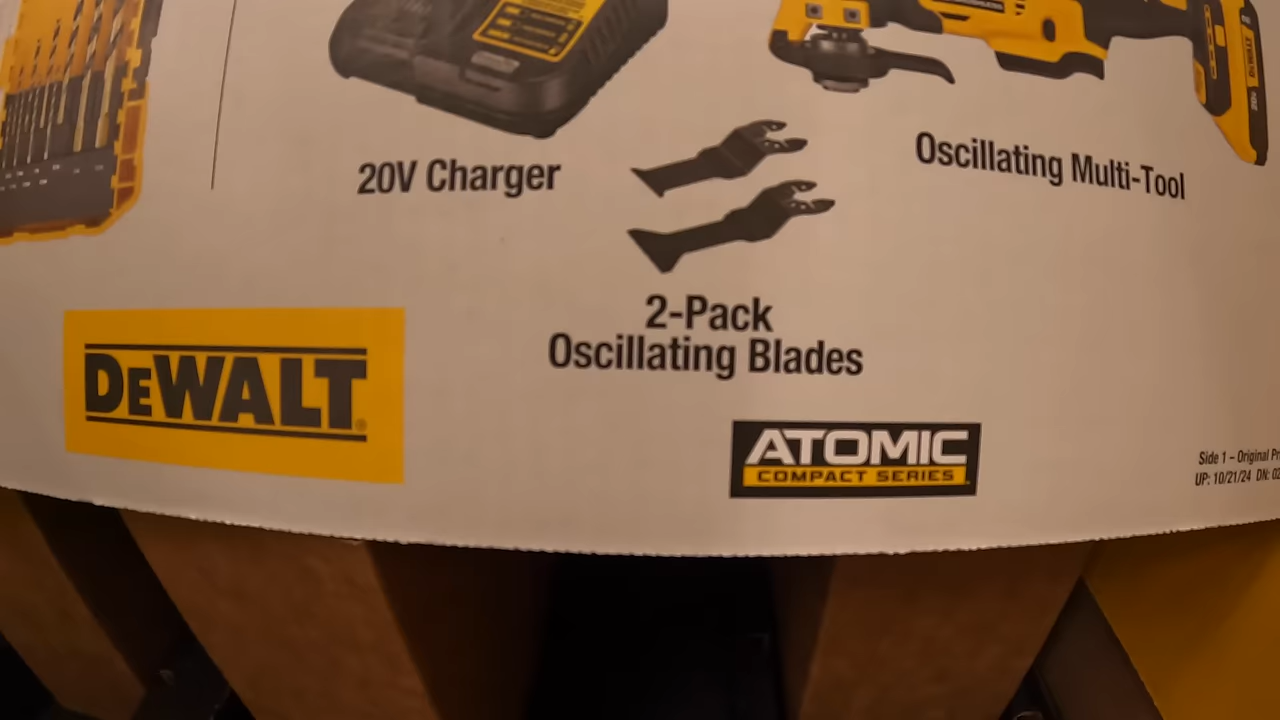 20V Charger
Oscillating Multi-Tool
2-Pack
Oscillating Blades
DEWALT®
ATOMIC
COMPACT SERIES
Side 1 – Original
UP: 10/21/24 DN: